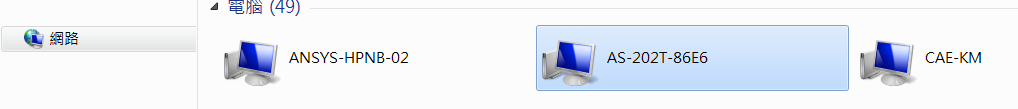 電腦 (49)
網路
ANSYS-HPNB-02
AS-202T-86E6
CAE-KM